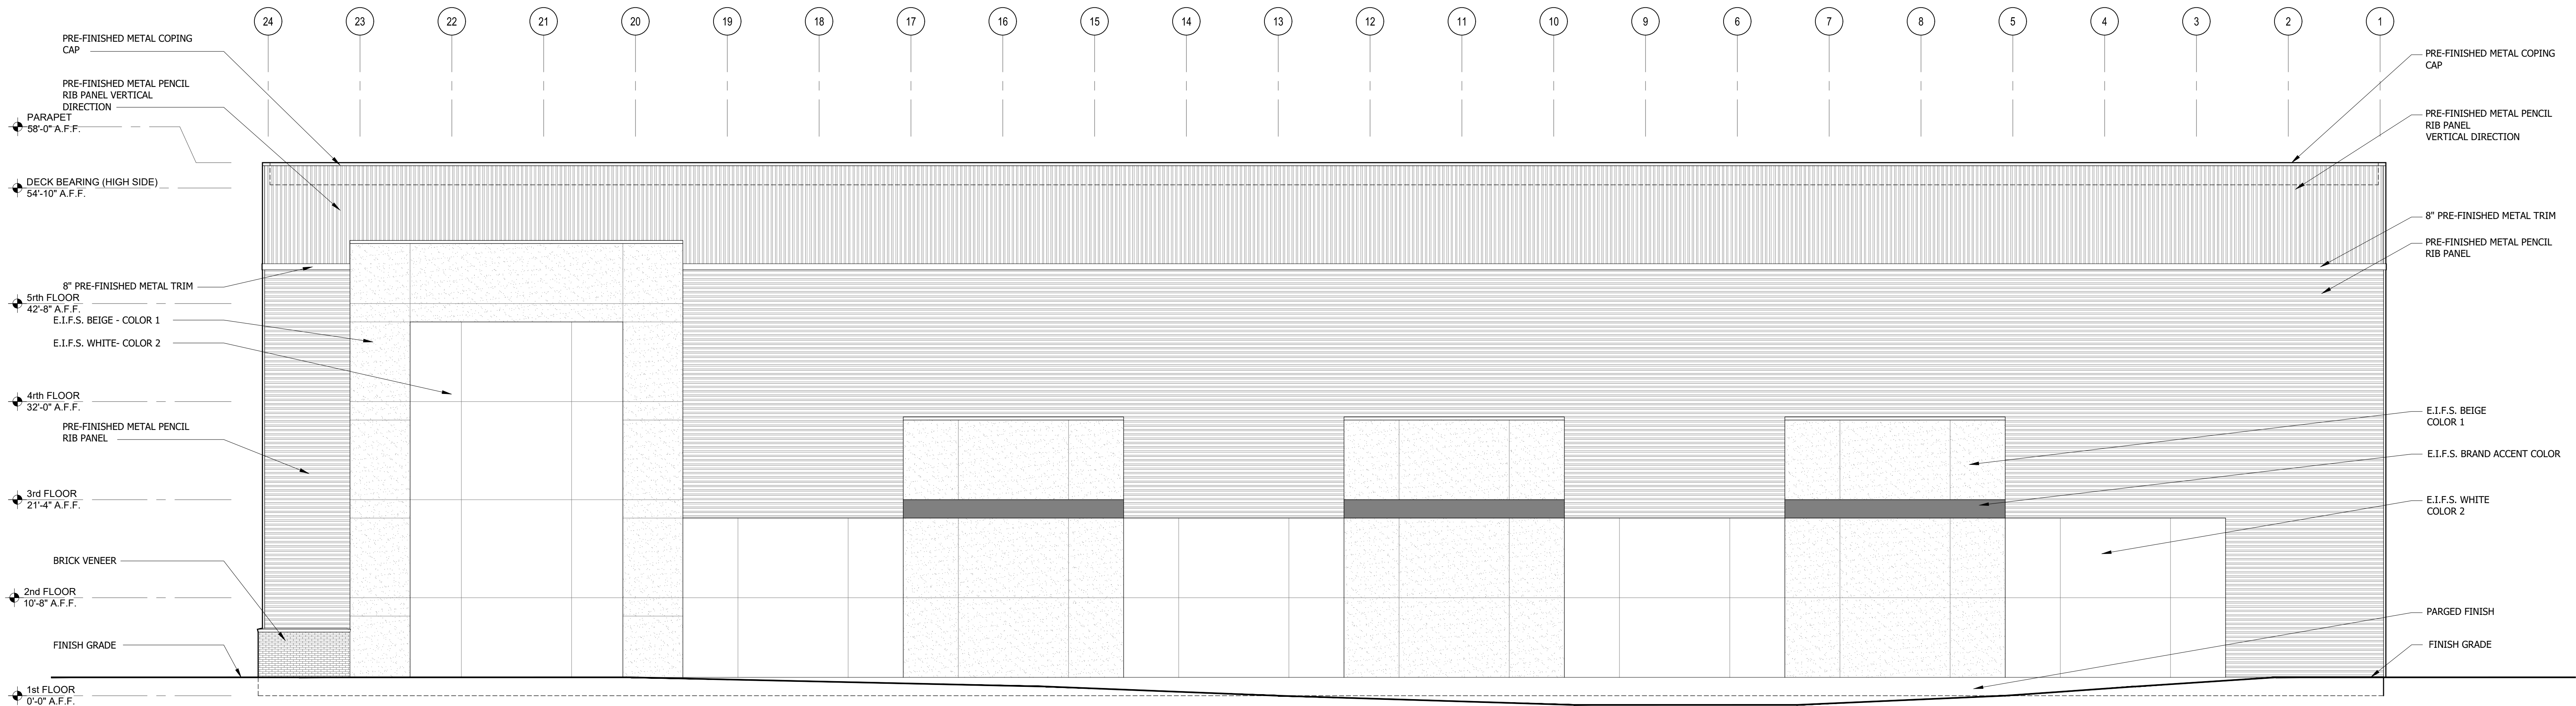 24 23 22 21 20 19 18 17 16 15 14 13 12 11 10 9 6 7 8 5 4 3 2 1
PRE-FINISHED METAL COPING
CAP
PRE-FINISHED METAL PENCIL
RIB PANEL VERTICAL
DIRECTION
PARAPET
58'-0" A.F.F.
DECK BEARING (HIGH SIDE)
54'-10" A.F.F.
8" PRE-FINISHED METAL TRIM
5rth FLOOR
42'-8" A.F.F.
E.I.F.S. BEIGE - COLOR 1
E.I.F.S. WHITE- COLOR 2
4rth FLOOR
32'-0" A.F.F.
PRE-FINISHED METAL PENCIL
RIB PANEL
3rd FLOOR
21'-4" A.F.F.
BRICK VENEER
2nd FLOOR
10'-8" A.F.F.
FINISH GRADE
1st FLOOR
0'-0" A.F.F.
PRE-FINISHED METAL COPING
CAP
PRE-FINISHED METAL PENCIL
RIB PANEL
VERTICAL DIRECTION
8" PRE-FINISHED METAL TRIM
PRE-FINISHED METAL PENCIL
RIB PANEL
E.I.F.S. BEIGE
COLOR 1
E.I.F.S. BRAND ACCENT COLOR
E.I.F.S. WHITE
COLOR 2
PARGED FINISH
FINISH GRADE